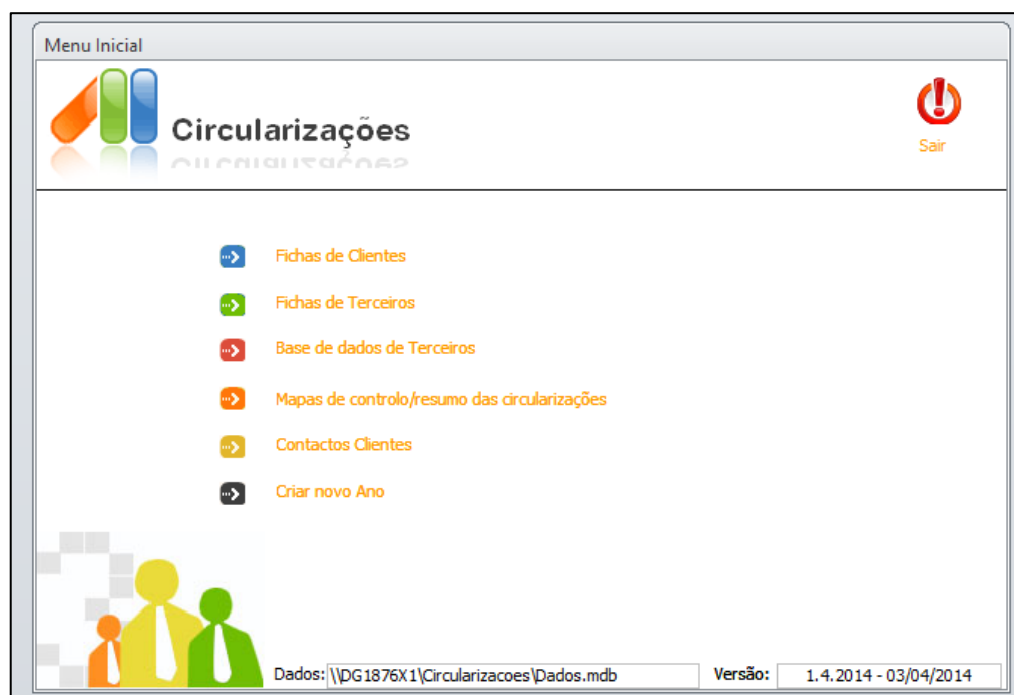 Menu Inicial
Circularizações
Sair
Fichas de Clientes
Fichas de Terceiros
Base de dados de Terceiros
Mapas de controlo/resumo das circularizações
Contactos Clientes
Criar novo Ano
Dados: \\DG1876X1\Circularizacoes\Dados.mdb Versão: 1.4.2014 - 03/04/2014